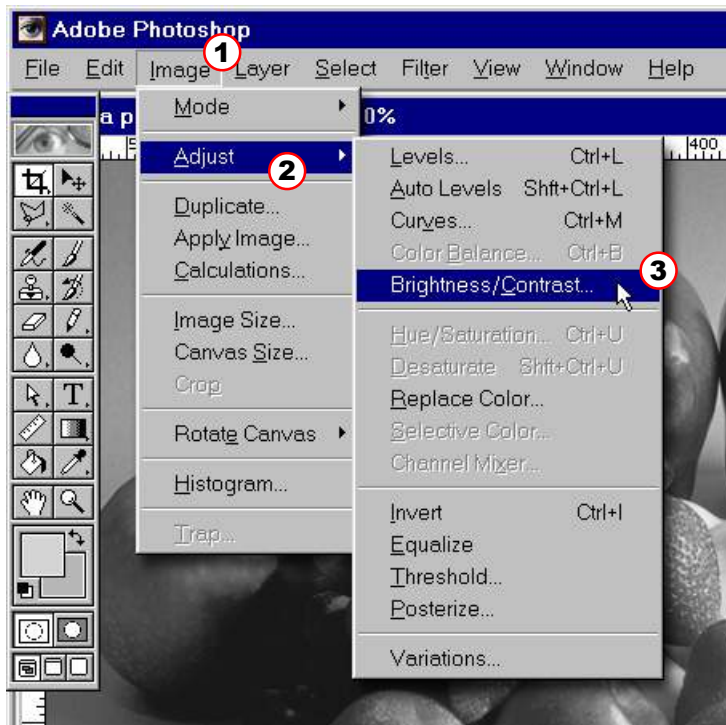 Adobe Photoshop
1
File Edit Image Layer Select Filter View Window Help
a p
0%
400
Mode
Adjust
2
Duplicate...
Apply Image...
Calculations...
Image Size...
Canvas Size...
Crop
Rotate Canvas
Histogram...
Trap...
Levels... Ctrl+L
Auto Levels Shft+Ctrl+L
Curves... Ctrl+M
Color Balance... Ctrl+B
Brightness/Contrast...
3
Hue/Saturation... Ctrl+U
Desaturate Shft+Ctrl+U
Replace Color...
Selective Color...
Channel Mixer...
Invert Ctrl+I
Equalize
Threshold...
Posterize...
Variations...
T